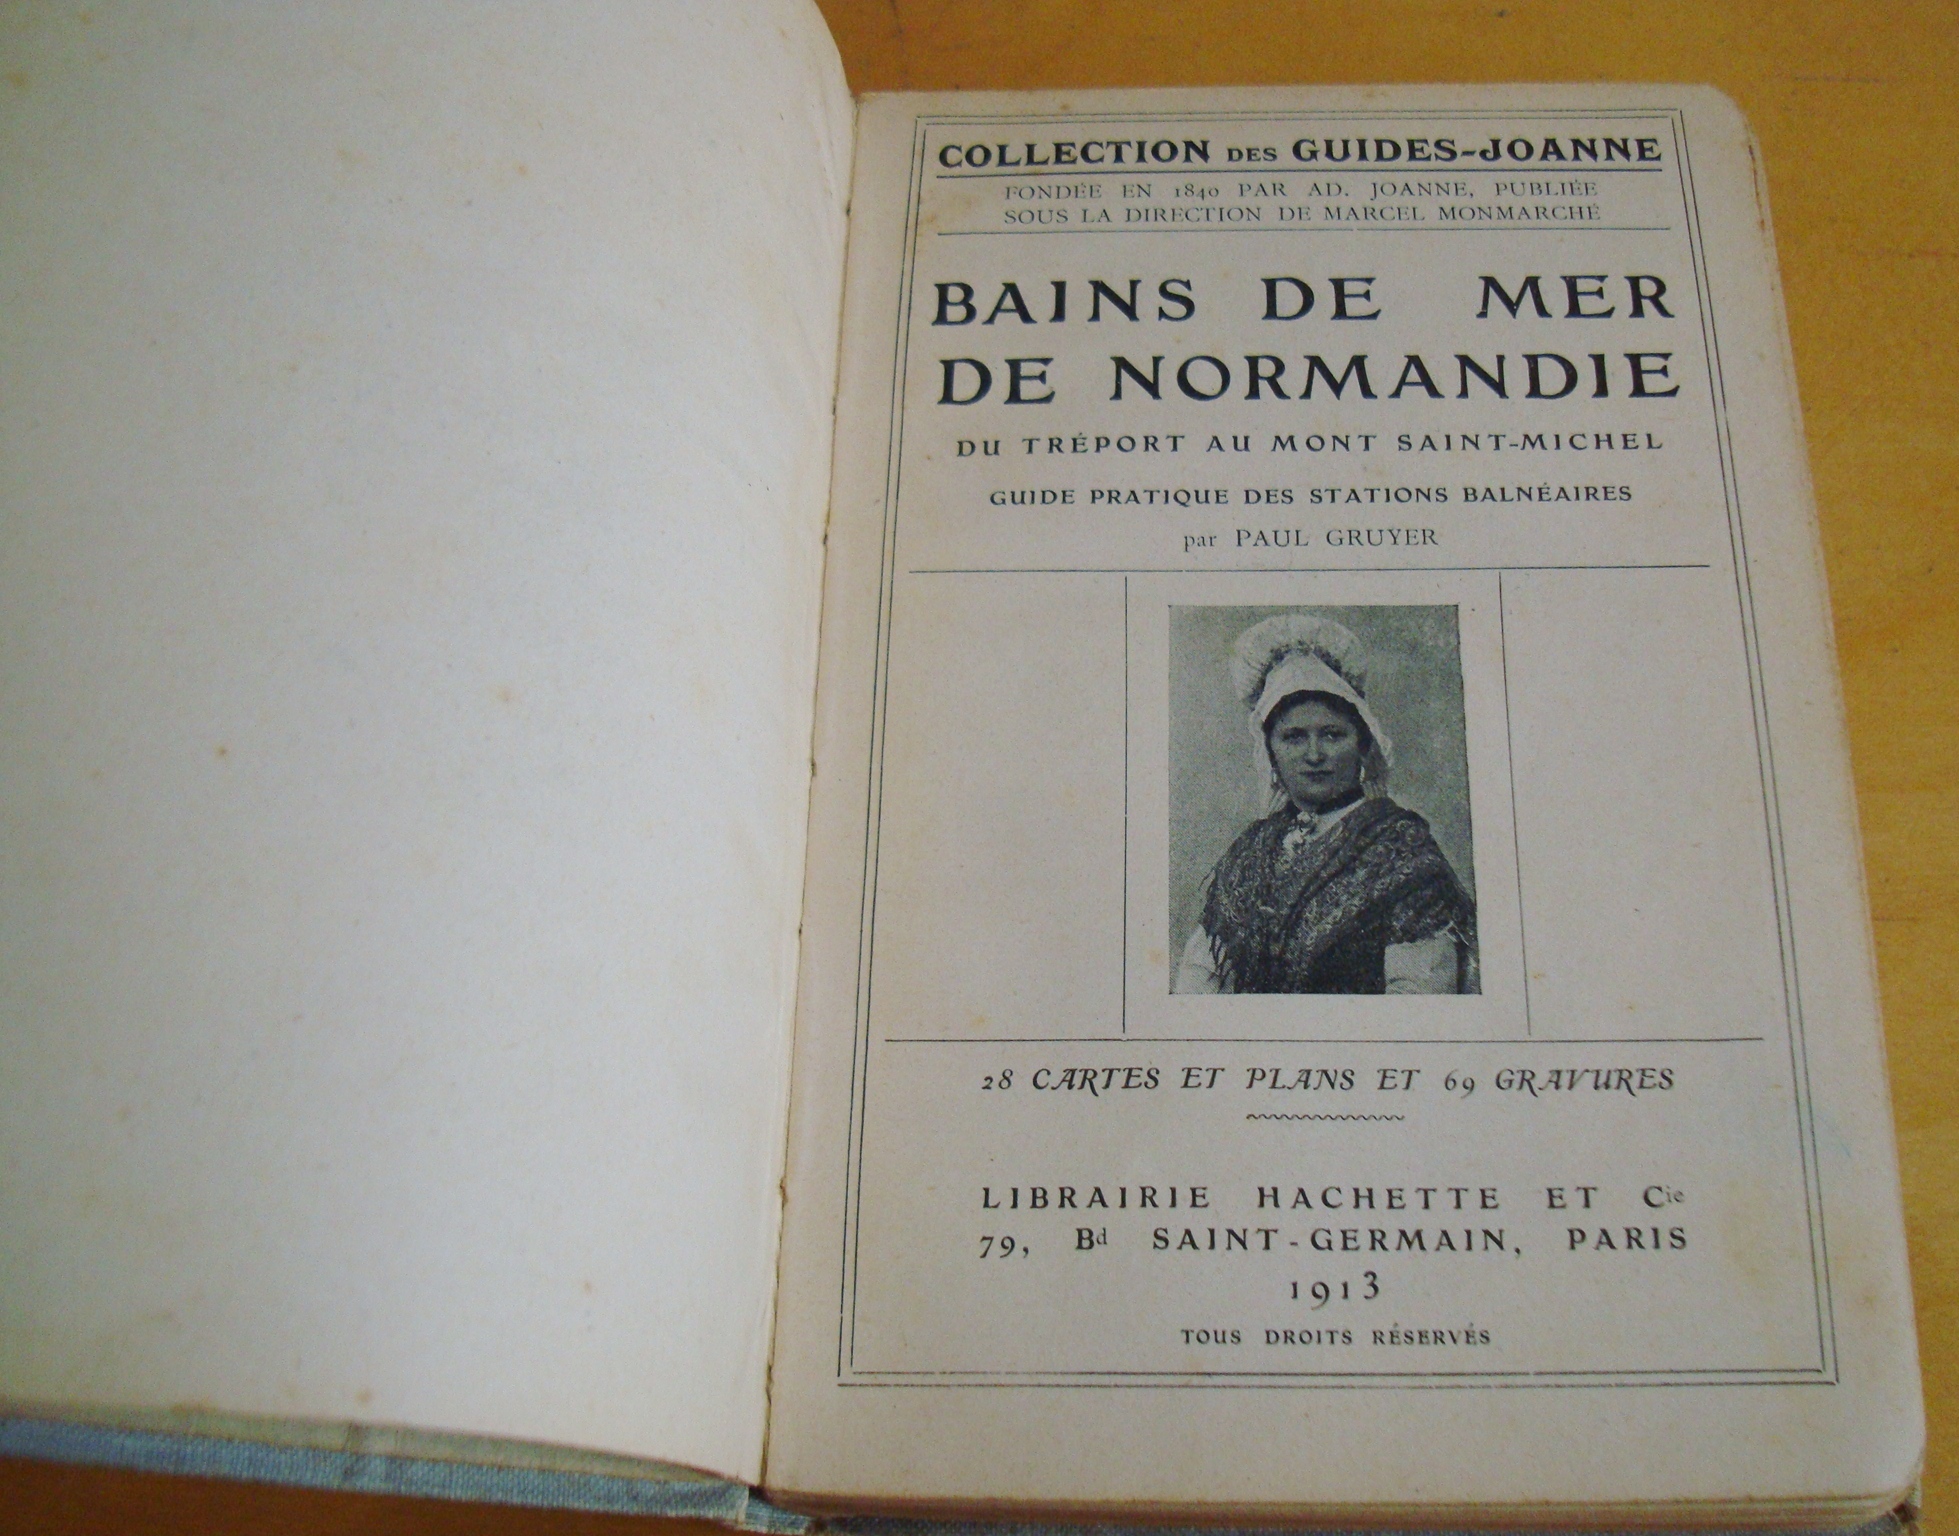 COLLECTION DES GUIDES-JOANNE
FONDÉE EN 1840 PAR AD. JOANNE, PUBLIÉE
SOUS LA DIRECTION DE MARCEL MONMARCHÉ
BAINS DE MER
DE NORMANDIE
DU TRÉPORT AU MONT SAINT-MICHEL
GUIDE PRATIQUE DES STATIONS BALNÉAIRES
par PAUL GRUYER
28 CARTES ET PLANS ET 69 GRAVURES
LIBRAIRIE HACHETTE ET Cie
79, Bd SAINT-GERMAIN, PARIS
1913
TOUS DROITS RÉSERVÉS